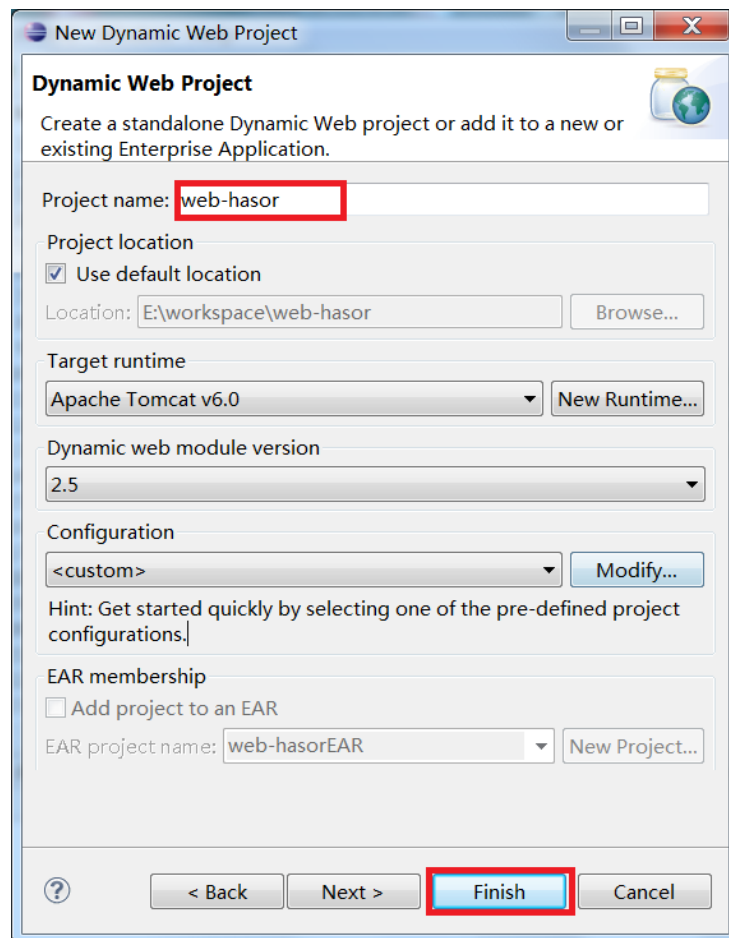 New Dynamic Web Project
Dynamic Web Project
Create a standalone Dynamic Web project or add it to a new or
existing Enterprise Application.
Project name: web-hasor
Project location
Use default location
Location: E:\workspace\web-hasor Browse...
Target runtime
Apache Tomcat v6.0 New Runtime...
Dynamic web module version
2.5
Configuration
<custom> Modify...
Hint: Get started quickly by selecting one of the pre-defined project
configurations.
EAR membership
Add project to an EAR
EAR project name: web-hasorEAR New Project...
? < Back Next > Finish Cancel